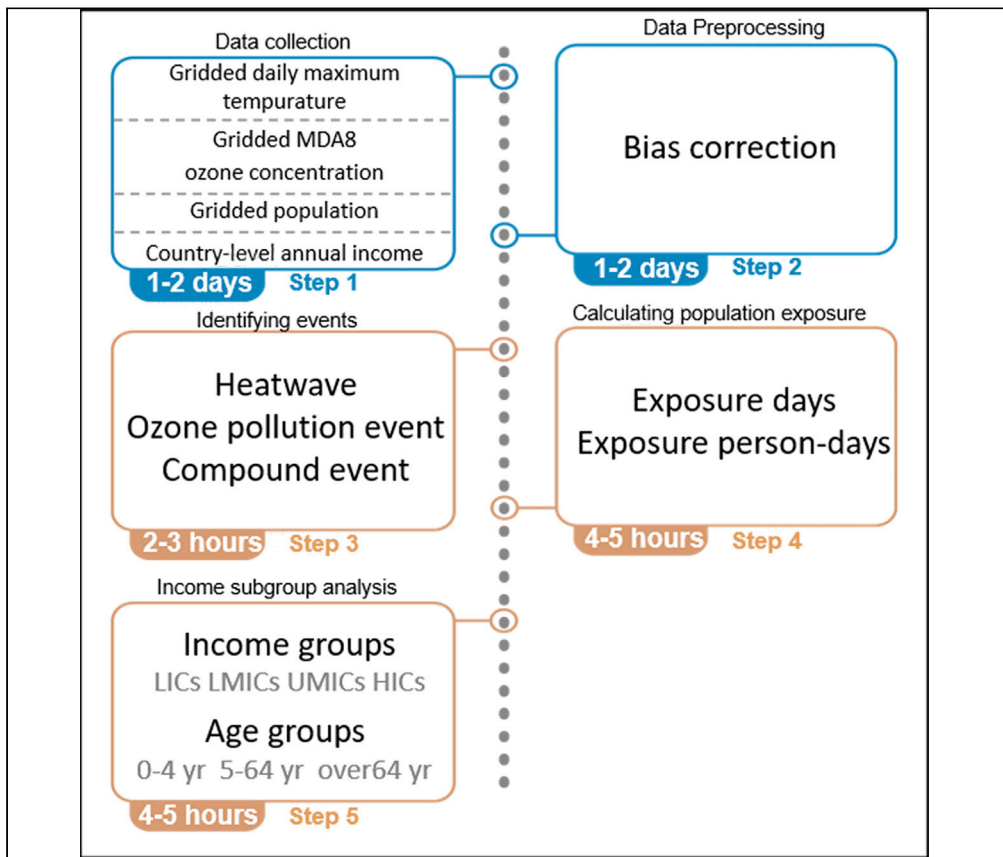 Data collection
Gridded daily maximum
tempurature
Gridded MDA8
ozone concentration
Gridded population
Country-level annual income
1-2 days Step 1
Data Preprocessing
Bias correction
1-2 days Step 2
Identifying events
Heatwave
Ozone pollution event
Compound event
2-3 hours Step 3
Calculating population exposure
Exposure days
Exposure person-days
4-5 hours Step 4
Income subgroup analysis
Income groups
LICs LMICs UMICs HICs
Age groups
0-4 yr 5-64 yr over64 yr
4-5 hours Step 5